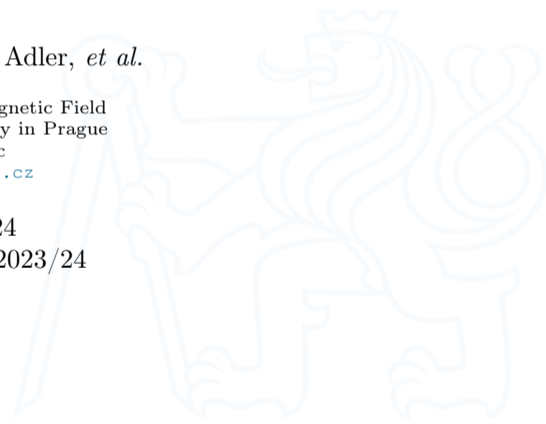 Adler, et al.
gnetic Field
y in Prague
c
.cz
24
2023/24